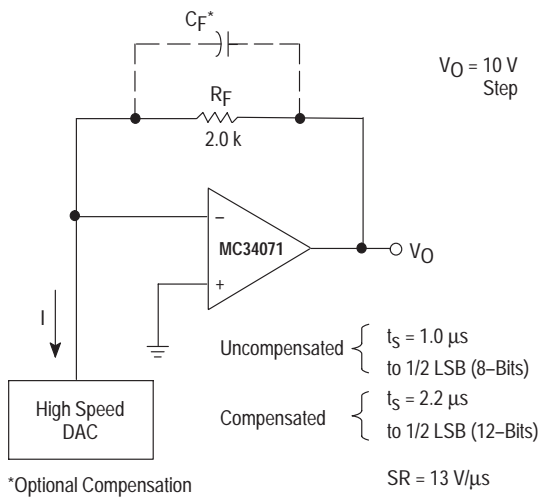 CF*
VO = 10 V
Step
RF
2.0 k
–
MC34071
+
VO
I
Uncompensated
ts = 1.0 µs
to 1/2 LSB (8–Bits)
High Speed
DAC
Compensated
ts = 2.2 µs
to 1/2 LSB (12–Bits)
*Optional Compensation
SR = 13 V/µs